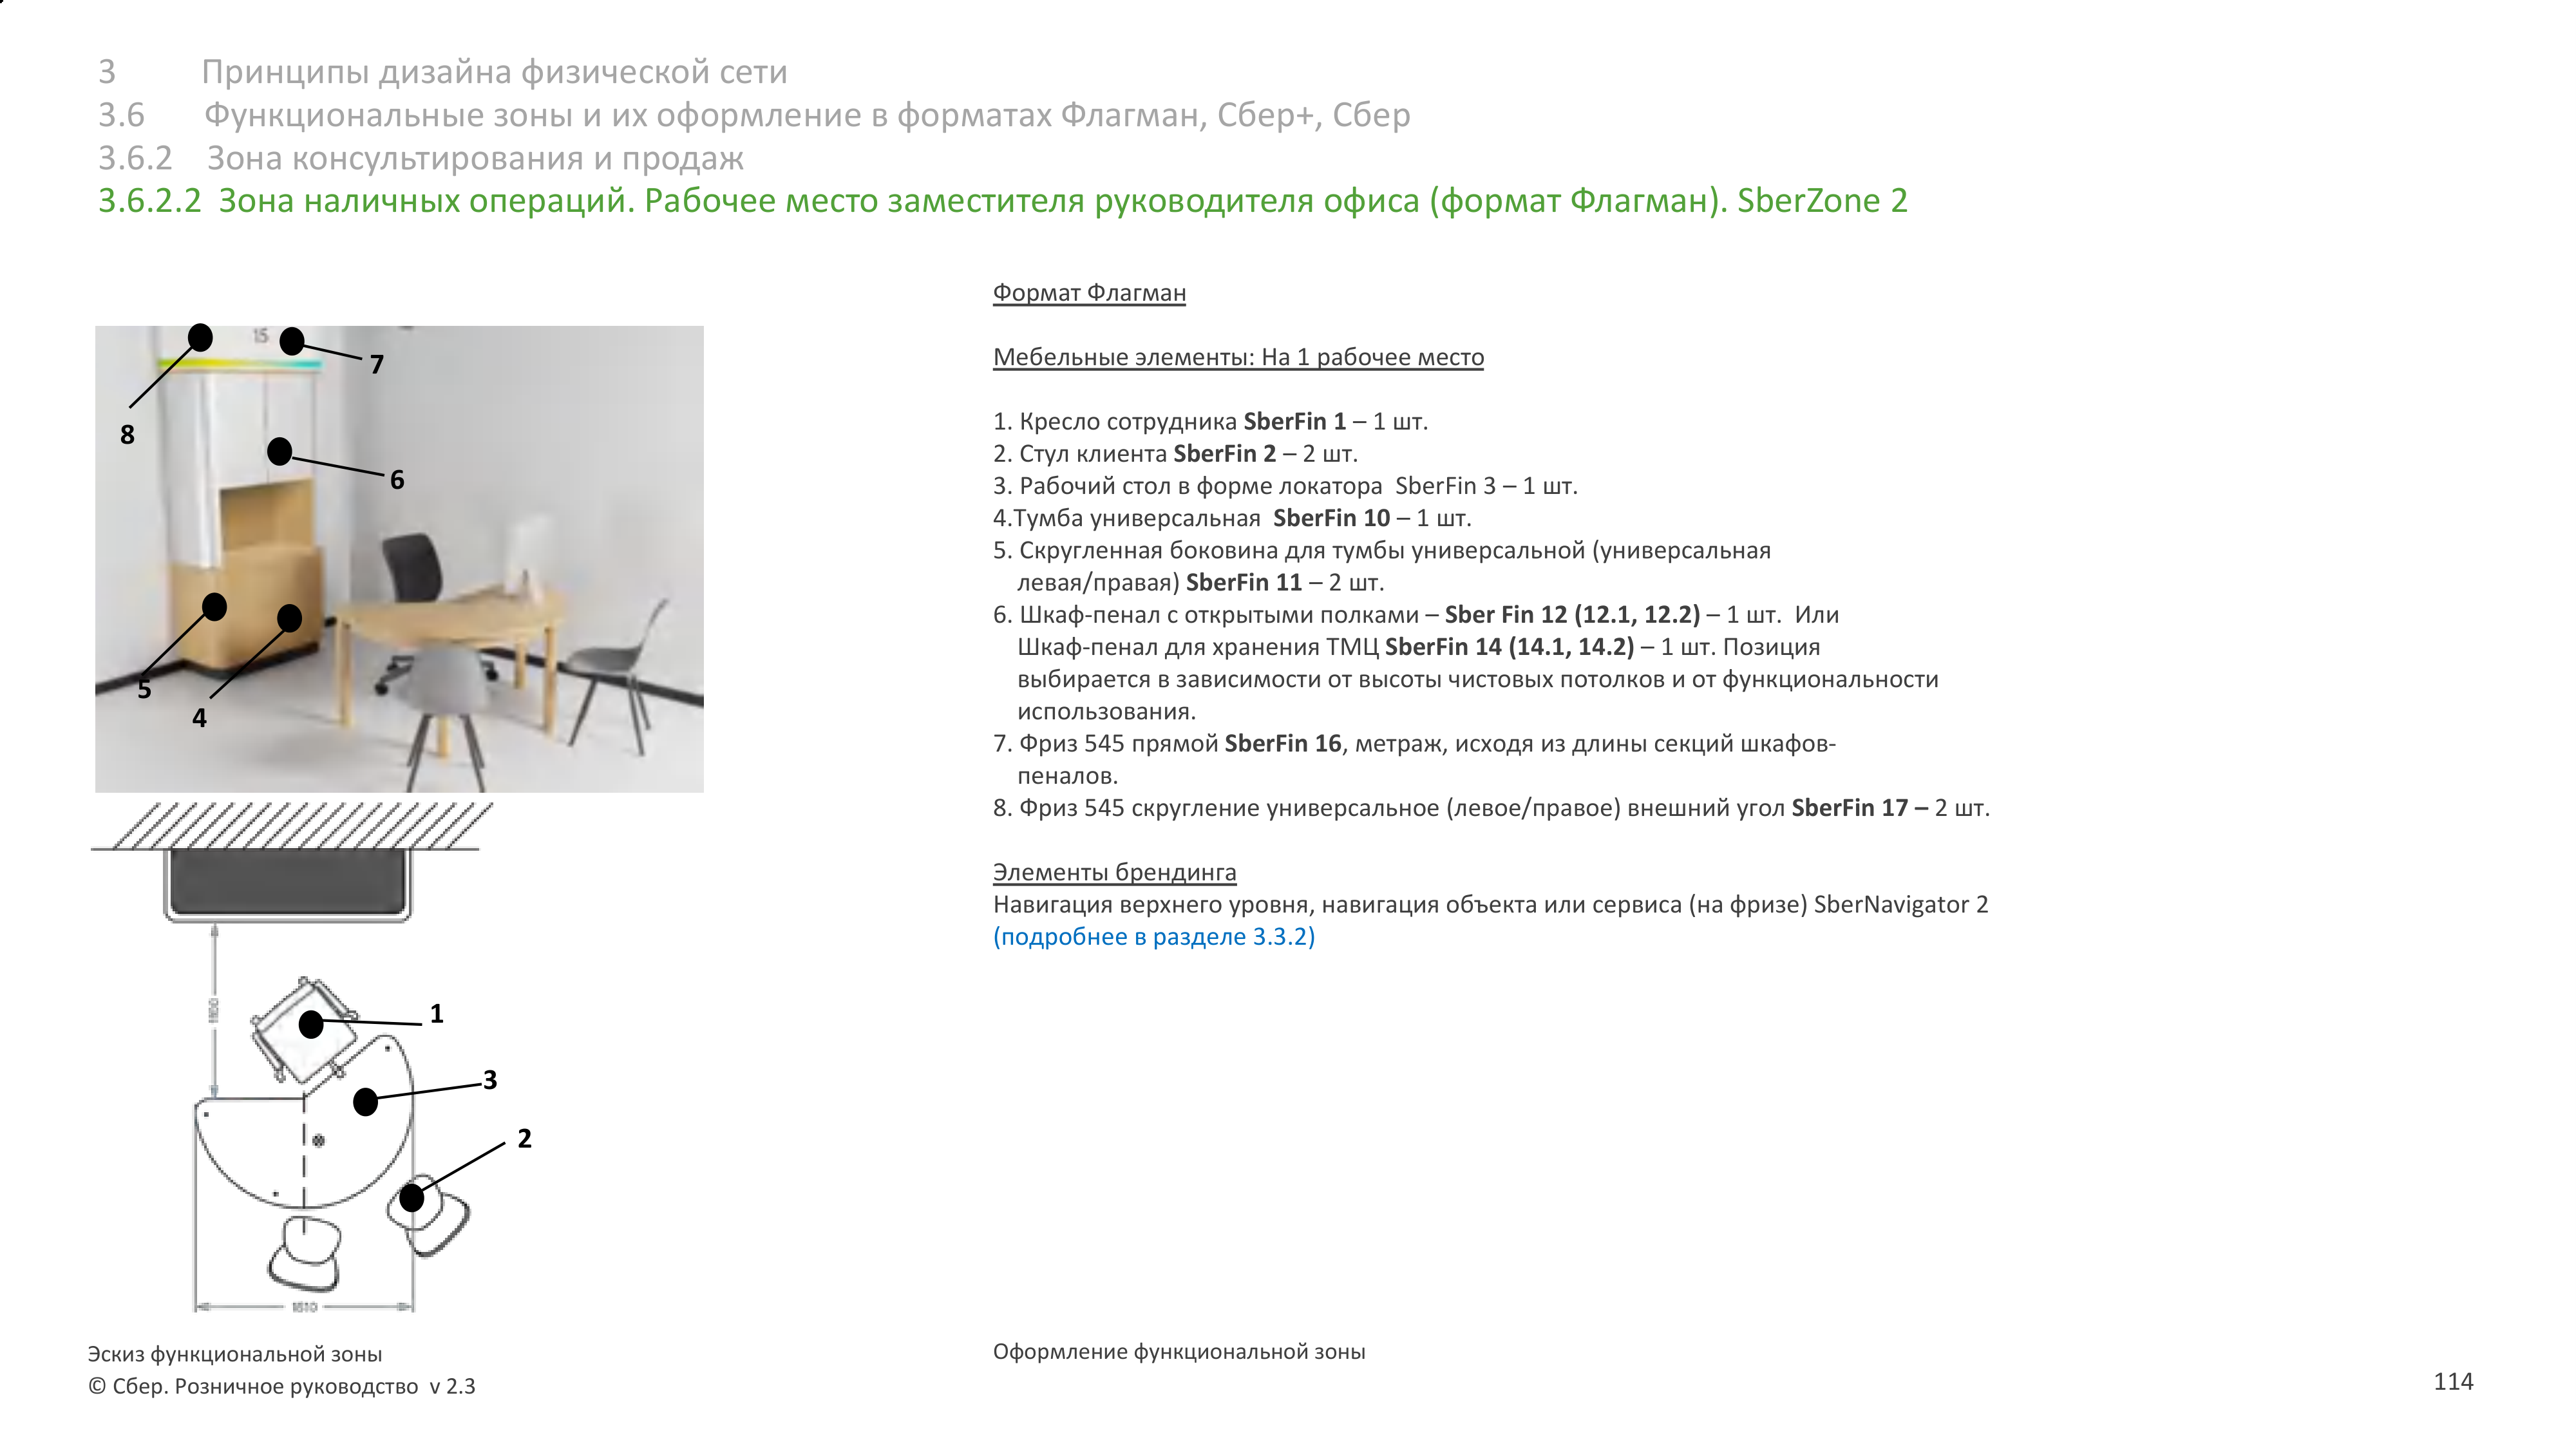 3 Принципы дизайна физической сети
3.6 Функциональные зоны и их оформление в форматах Флагман, Сбер+, Сбер
3.6.2 Зона консультирования и продаж
3.6.2.2 Зона наличных операций. Рабочее место заместителя руководителя офиса (формат Флагман). SberZone 2
15
7
8
6
5
4
1
3
2
1810
Эскиз функциональной зоны
© Сбер. Розничное руководство v 2.3
Формат Флагман
Мебельные элементы: На 1 рабочее место
1. Кресло сотрудника SberFin 1 – 1 шт.
2. Стул клиента SberFin 2 – 2 шт.
3. Рабочий стол в форме локатора SberFin 3 – 1 шт.
4.Тумба универсальная SberFin 10 – 1 шт.
5. Скругленная боковина для тумбы универсальной (универсальная
левая/правая) SberFin 11 – 2 шт.
6. Шкаф-пенал с открытыми полками – Sber Fin 12 (12.1, 12.2) – 1 шт. Или
Шкаф-пенал для хранения ТМЦ SberFin 14 (14.1, 14.2) – 1 шт. Позиция
выбирается в зависимости от высоты чистовых потолков и от функциональности
использования.
7. Фриз 545 прямой SberFin 16, метраж, исходя из длины секций шкафов-
пеналов.
8. Фриз 545 скругление универсальное (левое/правое) внешний угол SberFin 17 – 2 шт.
Элементы брендинга
Навигация верхнего уровня, навигация объекта или сервиса (на фризе) SberNavigator 2
(подробнее в разделе 3.3.2)
Оформление функциональной зоны
114